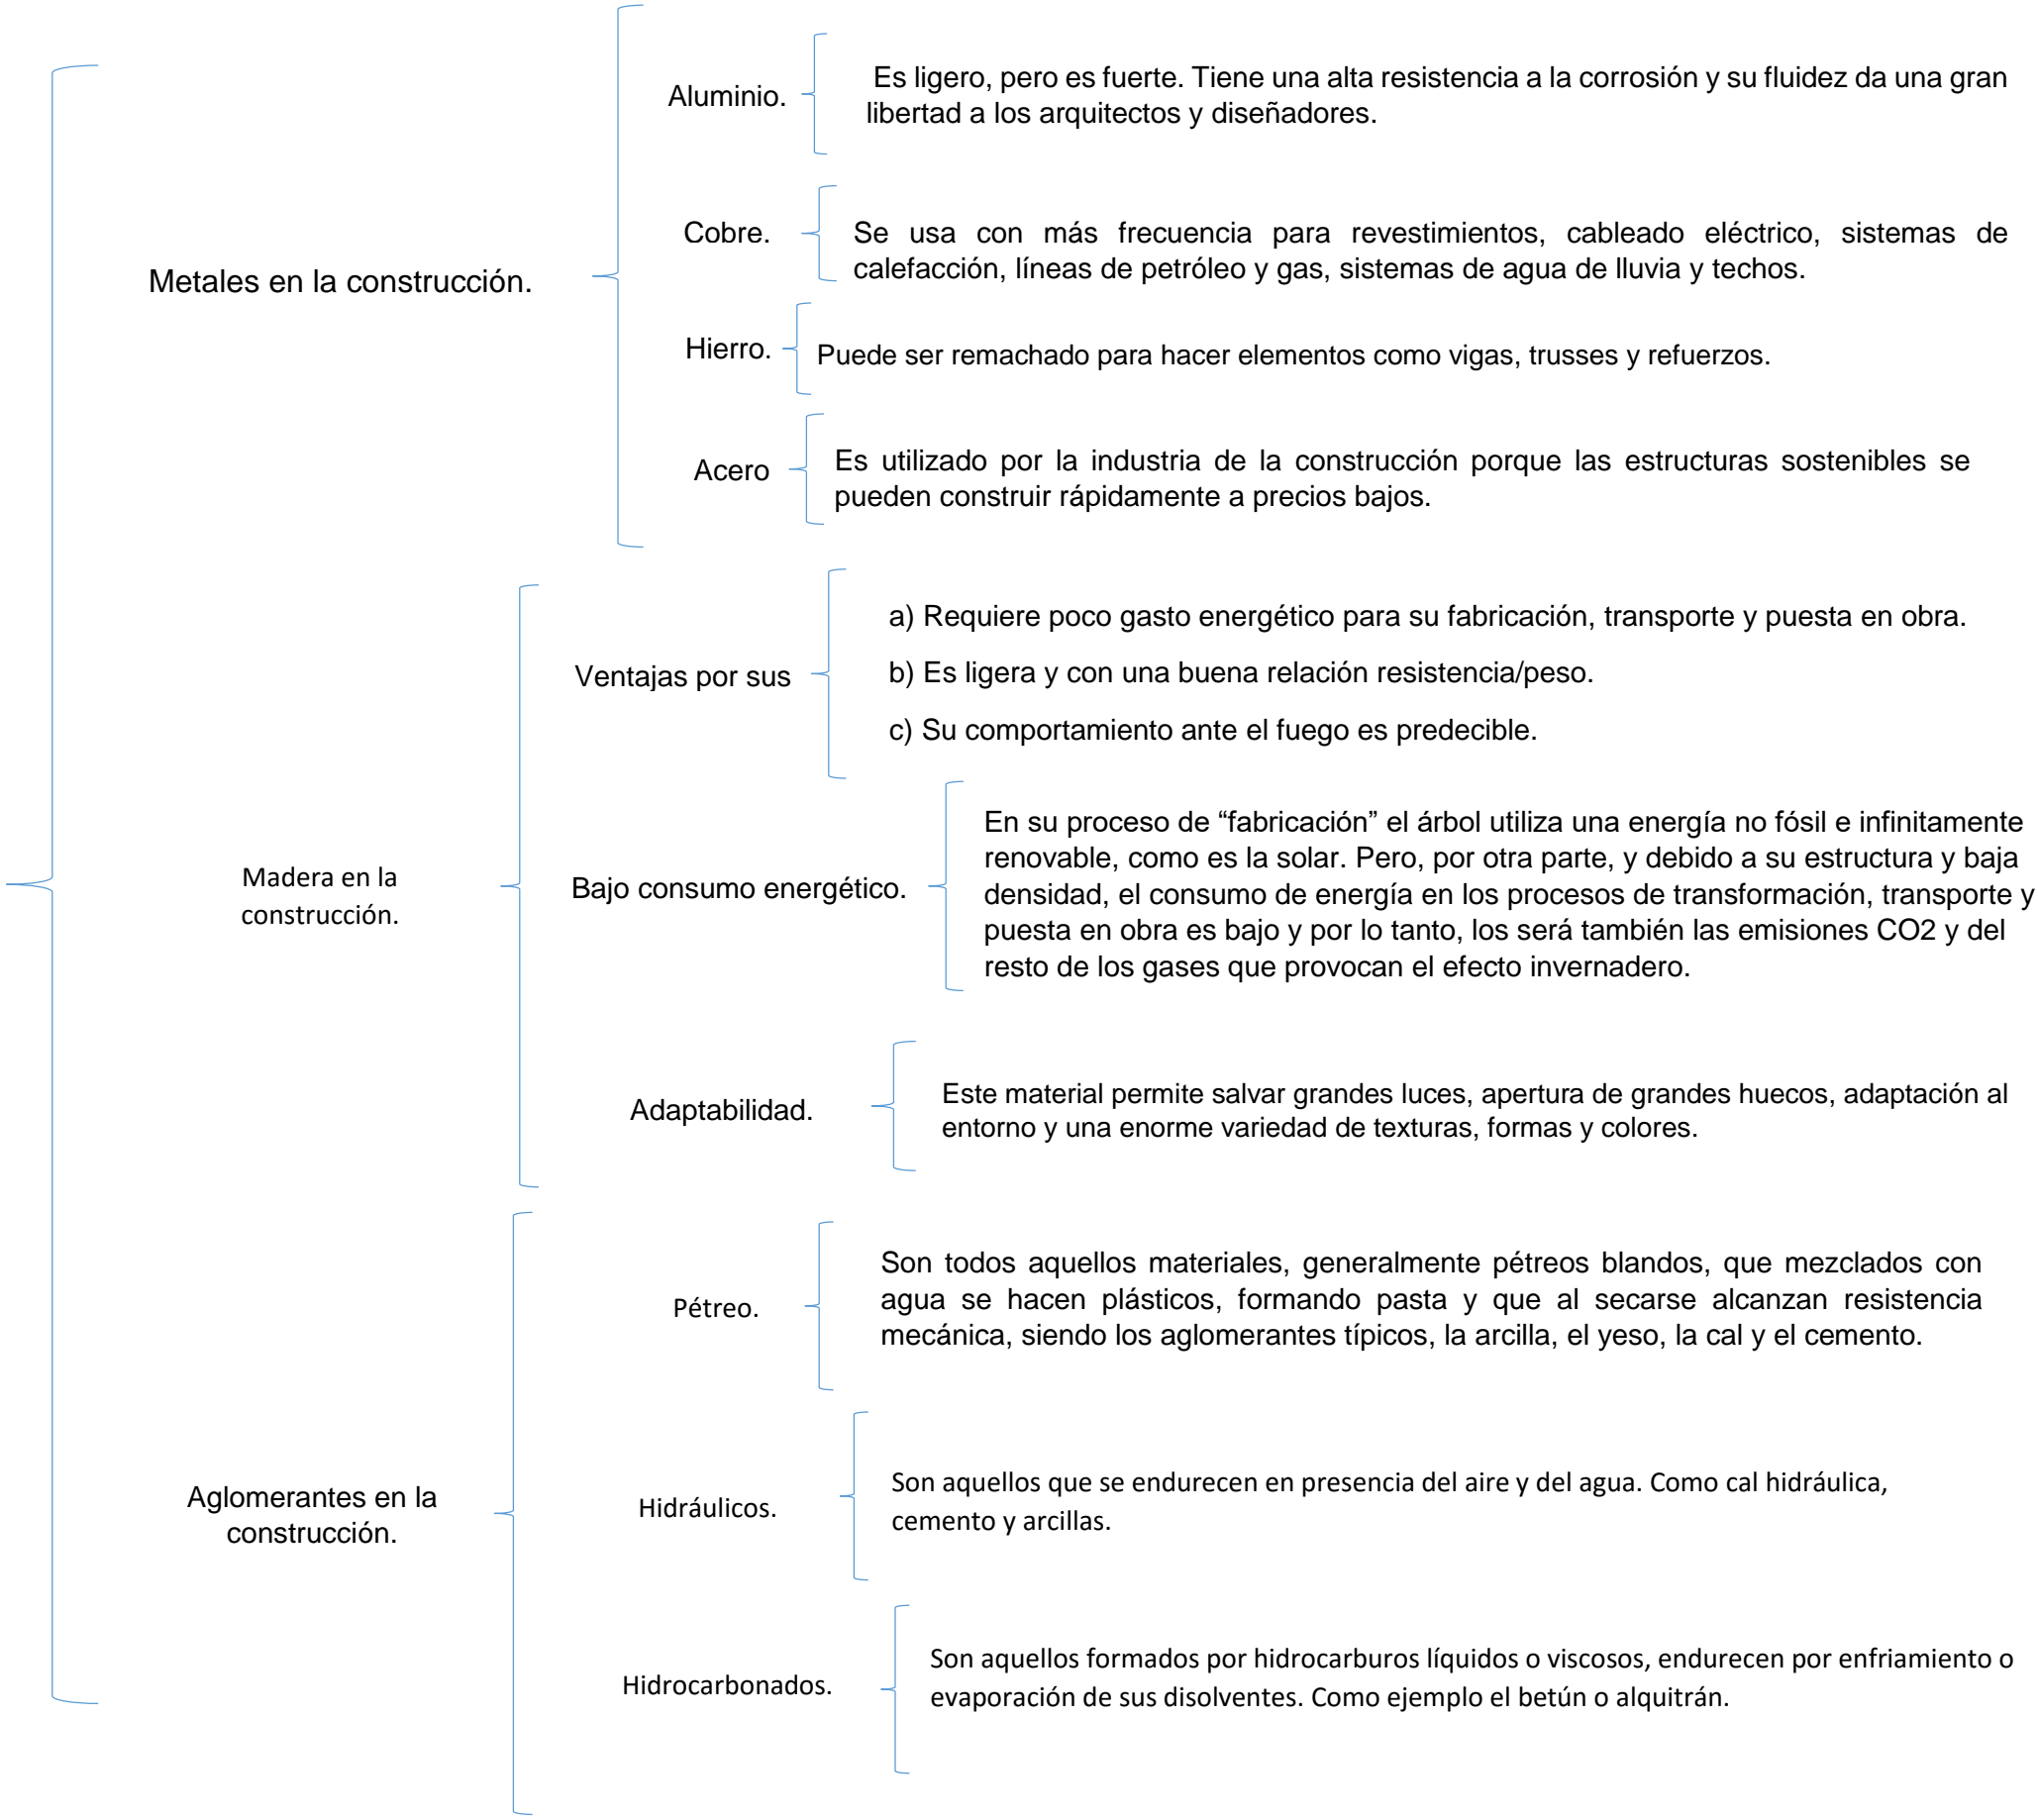 Metales en la construcción.
Aluminio.
Es ligero, pero es fuerte. Tiene una alta resistencia a la corrosión y su fluidez da una gran
libertad a los arquitectos y diseñadores.
Cobre.
Se usa con más frecuencia para revestimientos, cableado eléctrico, sistemas de
calefacción, líneas de petróleo y gas, sistemas de agua de lluvia y techos.
Hierro.
Puede ser remachado para hacer elementos como vigas, trusses y refuerzos.
Acero
Es utilizado por la industria de la construcción porque las estructuras sostenibles se
pueden construir rápidamente a precios bajos.
Madera en la
construcción.
Ventajas por sus
a) Requiere poco gasto energético para su fabricación, transporte y puesta en obra.
b) Es ligera y con una buena relación resistencia/peso.
c) Su comportamiento ante el fuego es predecible.
Bajo consumo energético.
En su proceso de “fabricación” el árbol utiliza una energía no fósil e infinitamente
renovable, como es la solar. Pero, por otra parte, y debido a su estructura y baja
densidad, el consumo de energía en los procesos de transformación, transporte y
puesta en obra es bajo y por lo tanto, los será también las emisiones CO2 y del
resto de los gases que provocan el efecto invernadero.
Adaptabilidad.
Este material permite salvar grandes luces, apertura de grandes huecos, adaptación al
entorno y una enorme variedad de texturas, formas y colores.
Aglomerantes en la
construcción.
Pétreo.
Son todos aquellos materiales, generalmente pétreos blandos, que mezclados con
agua se hacen plásticos, formando pasta y que al secarse alcanzan resistencia
mecánica, siendo los aglomerantes típicos, la arcilla, el yeso, la cal y el cemento.
Hidráulicos.
Son aquellos que se endurecen en presencia del aire y del agua. Como cal hidráulica,
cemento y arcillas.
Hidrocarbonados.
Son aquellos formados por hidrocarburos líquidos o viscosos, endurecen por enfriamiento o
evaporación de sus disolventes. Como ejemplo el betún o alquitrán.